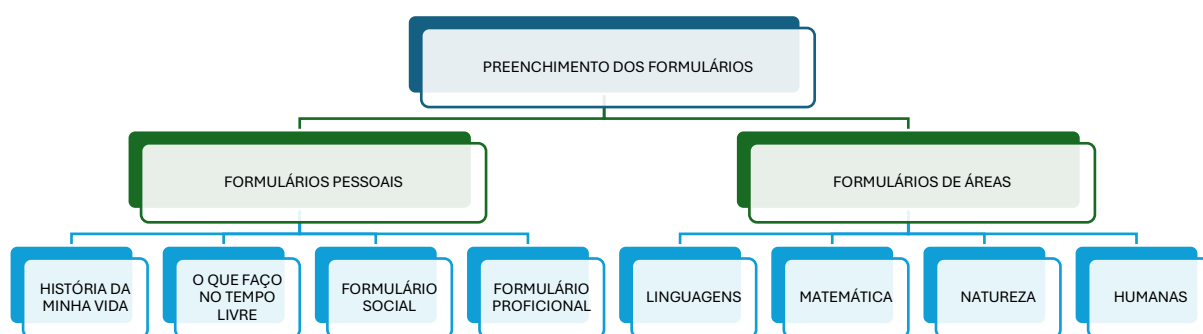 PREENCHIMENTO DOS FORMULÁRIOS
FORMULÁRIOS PESSOAIS
FORMULÁRIOS DE ÁREAS
HISTÓRIA DA
MINHA VIDA
O QUE FAÇO
NO TEMPO
LIVRE
FORMULÁRIO
SOCIAL
FORMULÁRIO
PROFICIONAL
LINGUAGENS
MATEMÁTICA
NATUREZA
HUMANAS